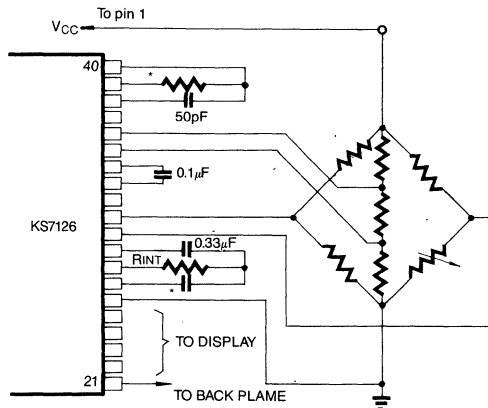 To pin 1
VCC
40
*
50pF
0.1µF
KS7126
0.33µF
RINT
*
TO DISPLAY
21
TO BACK PLAME